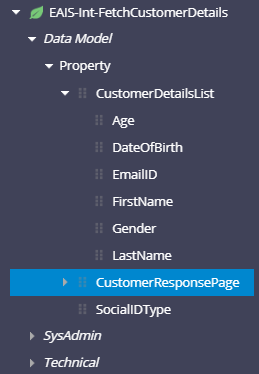 EAIS-Int-FetchCustomerDetails
Data Model
Property
CustomerDetailsList
Age
DateOfBirth
EmailID
FirstName
Gender
LastName
CustomerResponsePage
SocialIDType
SysAdmin
Technical